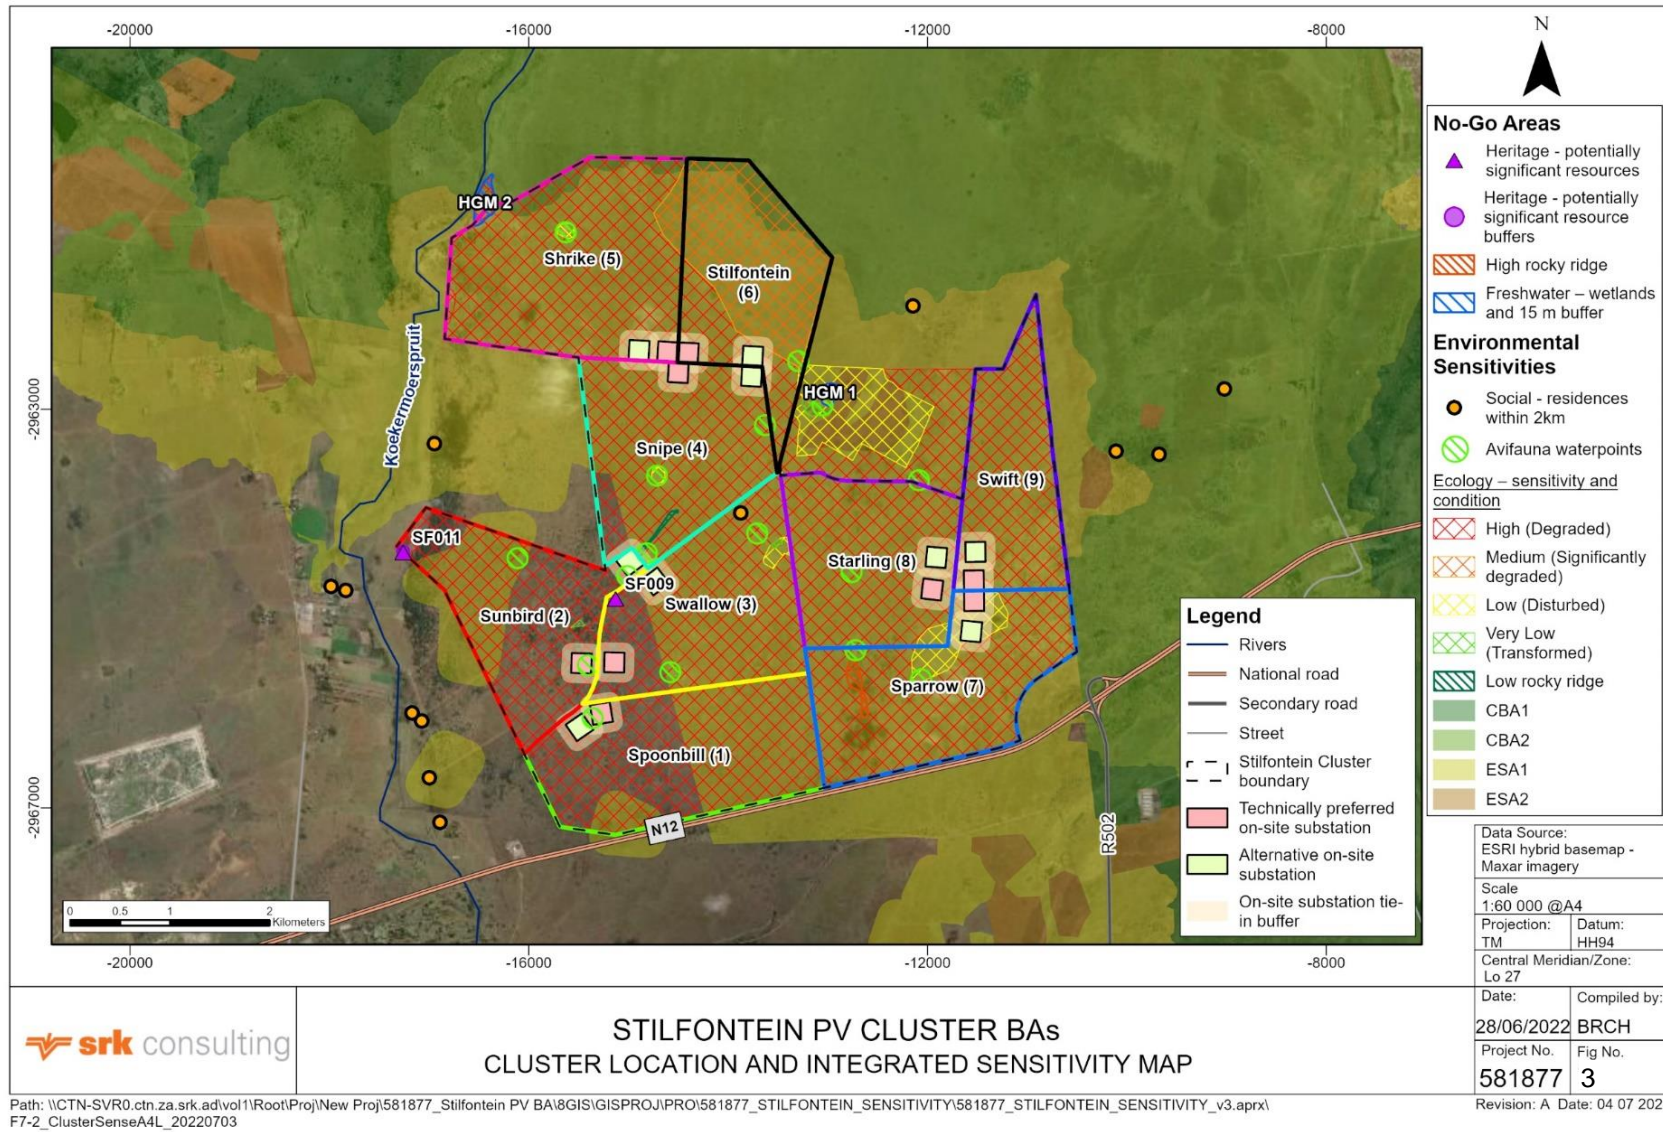 -20000
-16000
-12000
-8000
N
-2963000
-2967000
HGM 2
Shrike (5)
Stilfontein
(6)
Koekermoerspruit
HGM 1
Snipe (4)
Swift (9)
SF011
Starling (8)
SF009
Swallow (3)
Sunbird (2)
Sparrow (7)
Spoonbill (1)
N12
R502
0 0.5 1 2
Kilometers
-20000
-16000
-12000
-8000
Legend
Rivers
National road
Secondary road
Street
Stilfontein Cluster
boundary
Technically preferred
on-site substation
Alternative on-site
substation
On-site substation tie-
in buffer
No-Go Areas
Heritage - potentially
significant resources
Heritage - potentially
significant resource
buffers
High rocky ridge
Freshwater – wetlands
and 15 m buffer
Environmental
Sensitivities
Social - residences
within 2km
Avifauna waterpoints
Ecology – sensitivity and
condition
High (Degraded)
Medium (Significantly
degraded)
Low (Disturbed)
Very Low
(Transformed)
Low rocky ridge
CBA1
CBA2
ESA1
ESA2
Data Source:
ESRI hybrid basemap -
Maxar imagery
Scale
1:60 000 @A4
Projection: Datum:
TM HH94
Central Meridian/Zone:
Lo 27
Date: Compiled by:
28/06/2022 BRCH
Project No. Fig No.
581877 3
srk consulting
STILFONTEIN PV CLUSTER BAs
CLUSTER LOCATION AND INTEGRATED SENSITIVITY MAP
Path: \\CTN-SVR0.ctn.za.srk.ad\vol1\Root\Proj\New Proj\581877_Stilfontein PV BA\8GIS\GISPROJ\PRO\581877_STILFONTEIN_SENSITIVITY\581877_STILFONTEIN_SENSITIVITY_v3.aprx\
F7-2_ClusterSenseA4L_20220703
Revision: A Date: 04 07 202